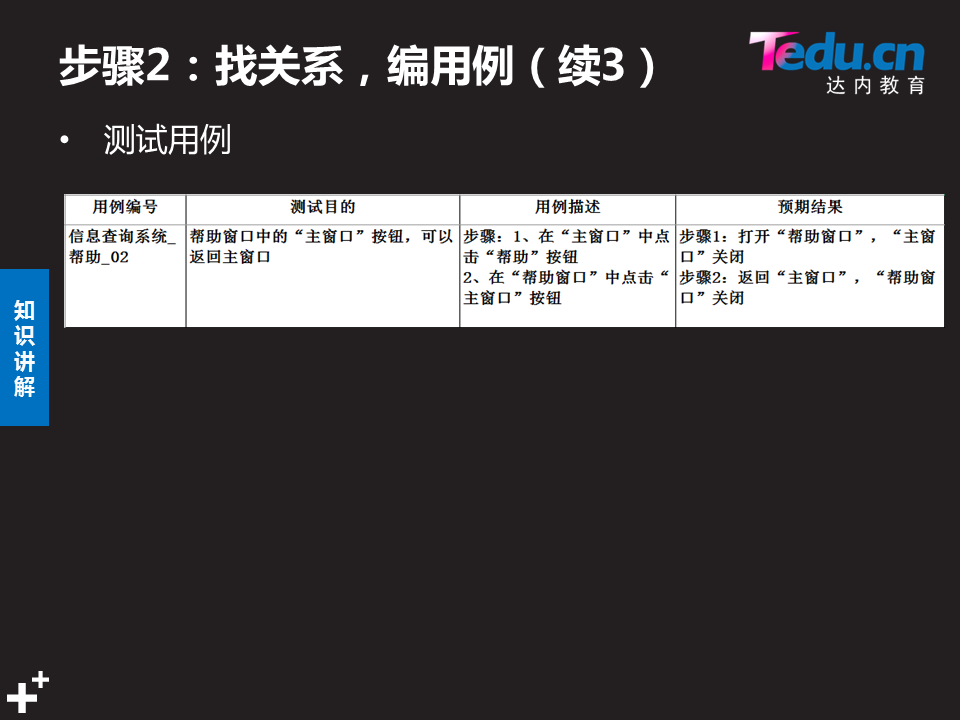 步骤2：找关系，编用例（续3）
Tedu.cn
达内教育
• 测试用例
用例编号 测试目的 用例描述 预期结果
信息查询系统_ 帮助窗口中的“主窗口”按钮，可以 步骤：1、在“主窗口”中点 步骤1：打开“帮助窗口”，“主窗
帮助_02 返回主窗口 击“帮助”按钮 口”关闭
2、在“帮助窗口”中点击“ 步骤2：返回“主窗口”，“帮助窗
主窗口”按钮 口”关闭
知
识
讲
解